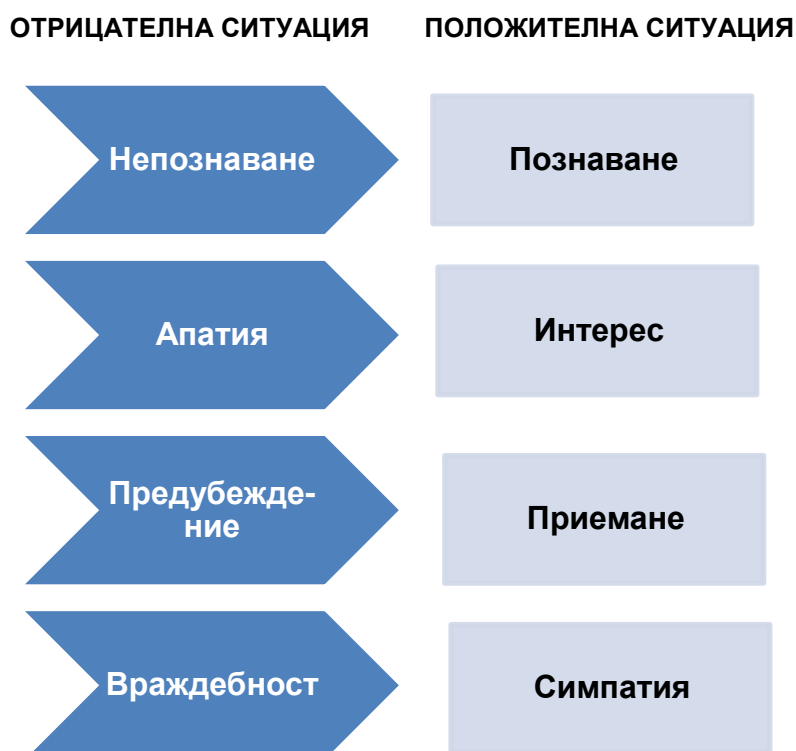 ОТРИЦАТЕЛНА СИТУАЦИЯ ПОЛОЖИТЕЛНА СИТУАЦИЯ
Непознаване Познаване
Апатия Интерес
Предубежде-
ние
Приемане
Враждебност Симпатия